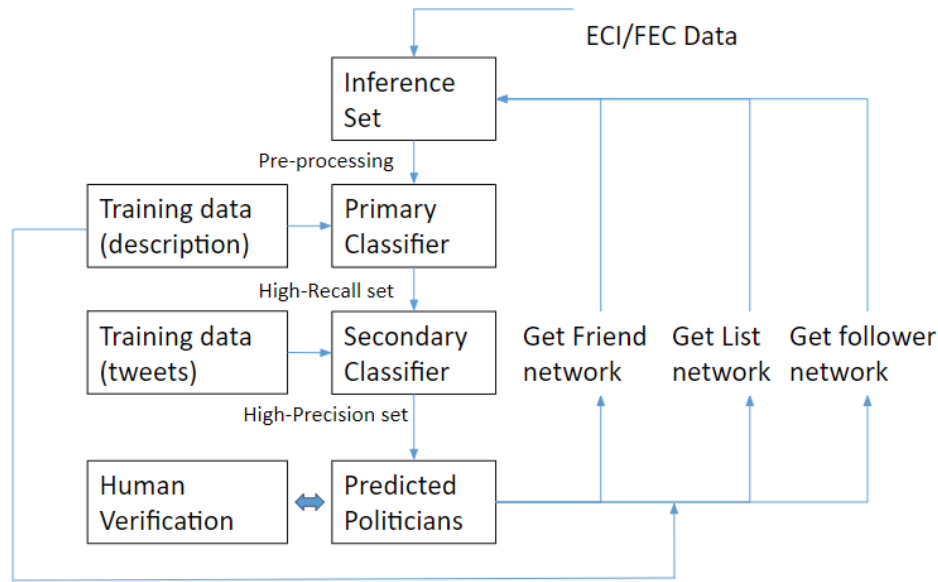 ECI/FEC Data
Inference
Set
Pre-processing
Training data
(description)
Primary
Classifier
High-Recall set
Training data
(tweets)
Secondary
Classifier
Get Friend
network
Get List
network
Get follower
network
High-Precision set
Human
Verification
Predicted
Politicians